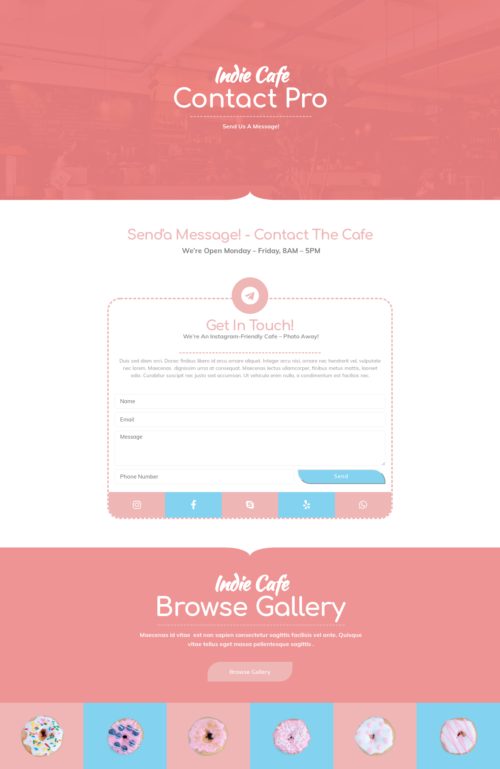 Indie Cafe
Contact Pro
Send Us A Message!
Send'a Message! - Contact The Cafe
We're Open Monday – Friday, 8AM – 5PM
Get In Touch!
We're An Instagram-Friendly Cafe – Photo Away!
Duis sed diam orci. Donec finibus libero id arcu ornare aliquet. Integer arcu nisi, ornare nec hendrerit vel, vulputate
nec lorem. Maecenas dignissim urna at consequat. Maecenas lectus ullamcorper, finibus metus mattis, laoreet
odio. Curabitur suscipit nec justo sed accumsan. Ut vehicula enim nulla, a condimentum est facilisis nec.
Name
Email
Message
Phone Number
Send
Indie Cafe
Browse Gallery
Maecenas id vitae est non sapien consectetur sagittis facilisis vel ante. Quisque
vitae tellus eget massa pellentesque sagittis .
Browse Gallery